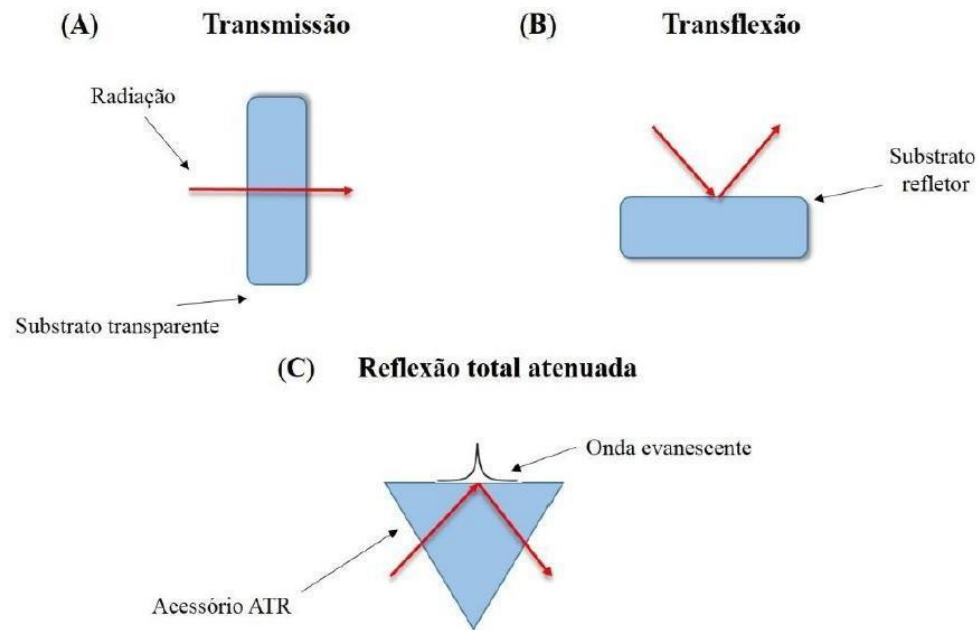 (A) Transmissão
(B) Transflexão
Radiação
Substrato
refletor
Substrato transparente
(C) Reflexão total atenuada
Onda evanescente
Acessório ATR